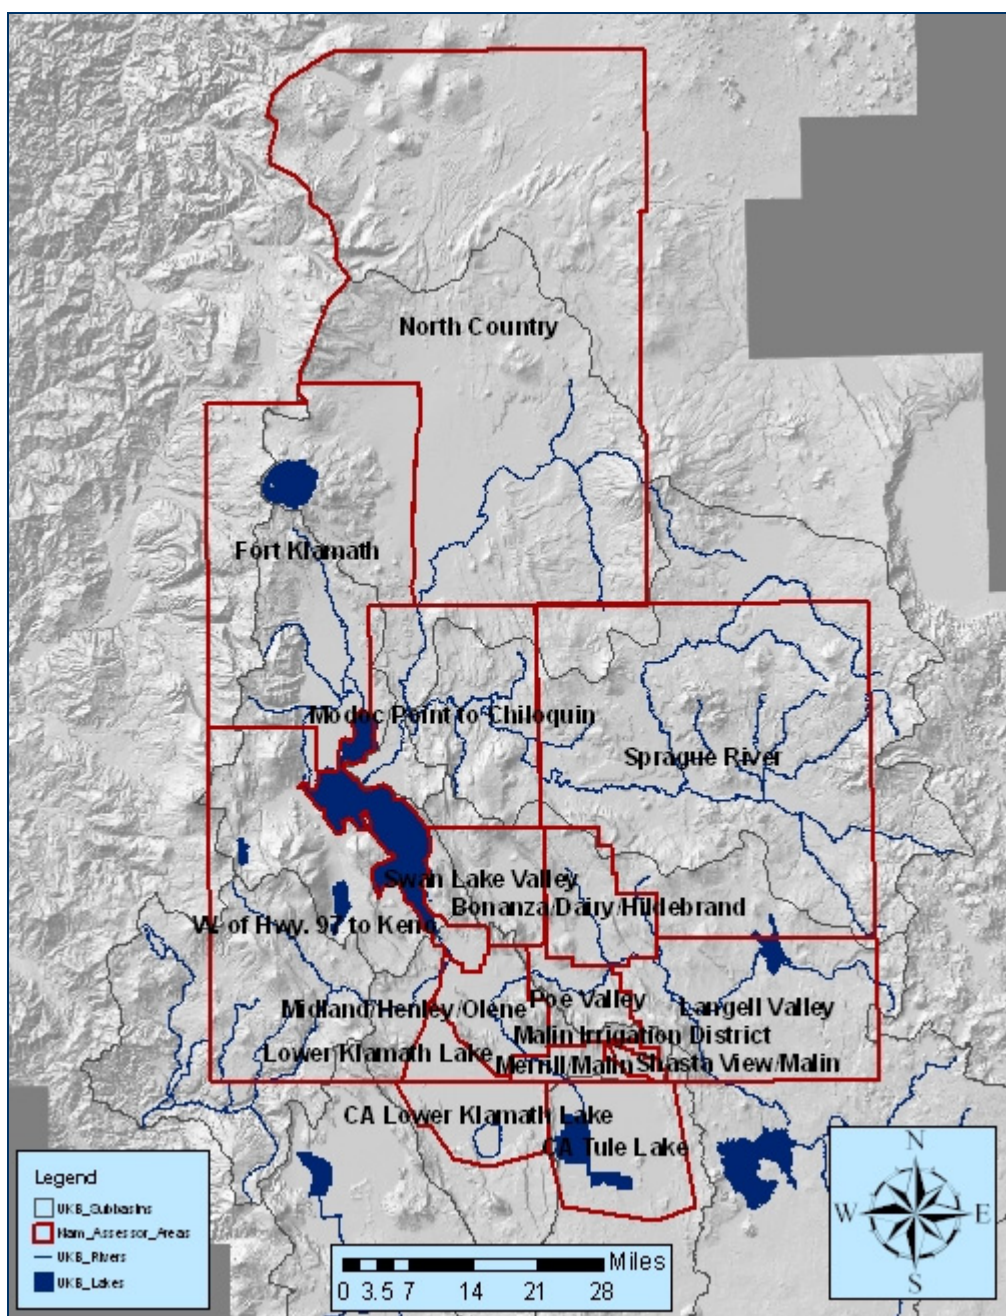 North Country
Fort Klamath
Modoc Point to Chiloquin
Sprague River
Swan Lake Valley
Bonanza/Dairy/Hildebrand
W. of Hwy. 97 to Keno
Poe Valley
Langell Valley
Midland/Henley/Olene
Malin Irrigation District
Lower Klamath Lake
Merrill/Malin
Shasta View/Malin
CA Lower Klamath Lake
CA Tule Lake
Legend
UKB_Subbasins
Klam_Assessor_Areas
UKB_Rivers
UKB_Lakes
Miles
0 3.5 7 14 21 28
N
W E
S